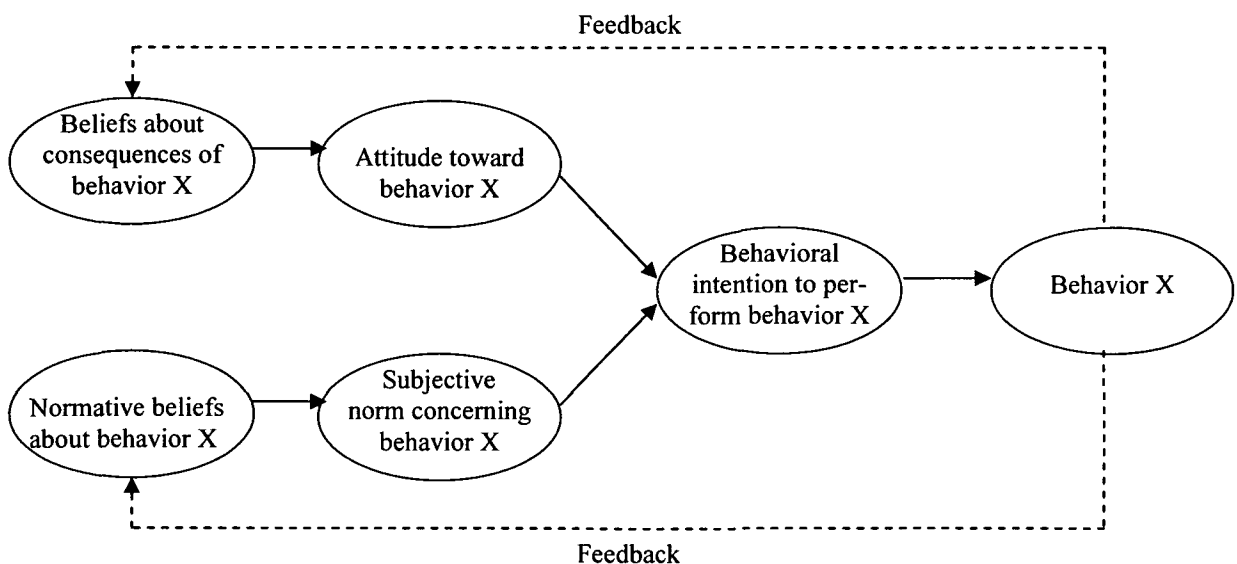 Feedback
Beliefs about
consequences of
behavior X
Attitude toward
behavior X
Behavioral
intention to per-
form behavior X
Behavior X
Normative beliefs
about behavior X
Subjective
norm concerning
behavior X
Feedback